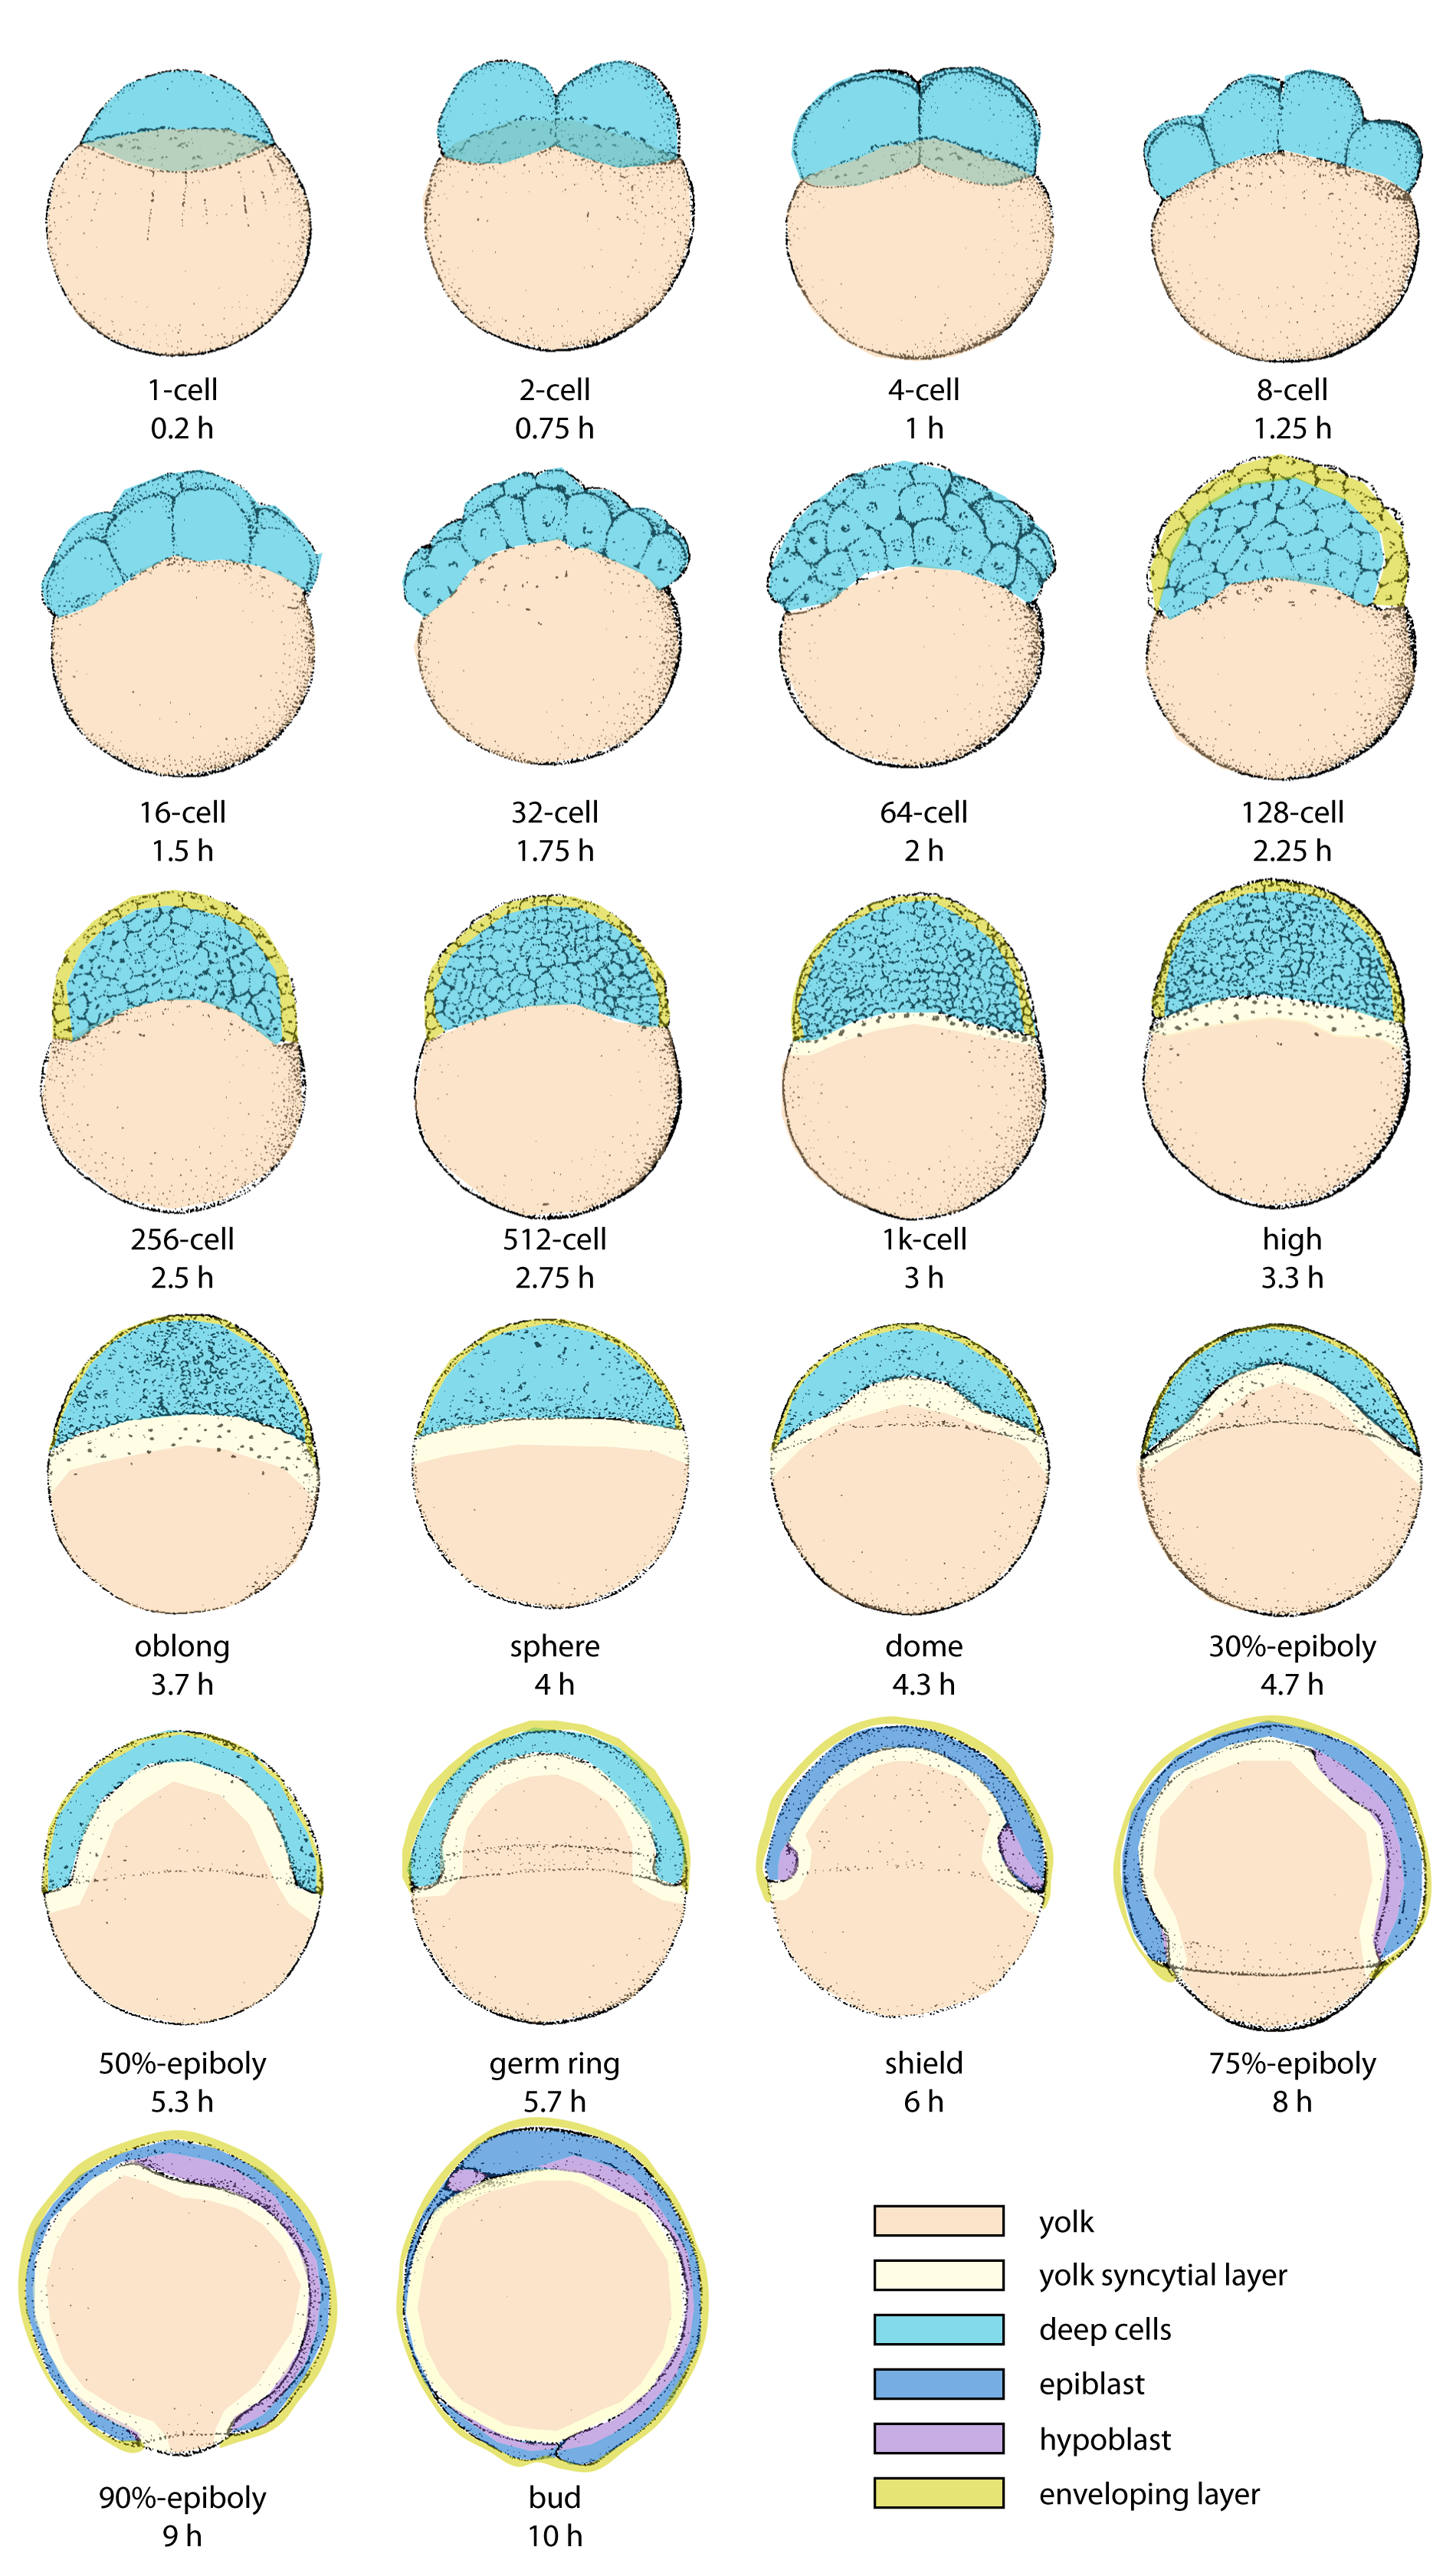 1-cell
0.2 h
2-cell
0.75 h
4-cell
1 h
8-cell
1.25 h
16-cell
1.5 h
32-cell
1.75 h
64-cell
2 h
128-cell
2.25 h
256-cell
2.5 h
512-cell
2.75 h
1k-cell
3 h
high
3.3 h
oblong
3.7 h
sphere
4 h
dome
4.3 h
30%-epiboly
4.7 h
50%-epiboly
5.3 h
germ ring
5.7 h
shield
6 h
75%-epiboly
8 h
90%-epiboly
9 h
bud
10 h
yolk
yolk syncytial layer
deep cells
epiblast
hypoblast
enveloping layer